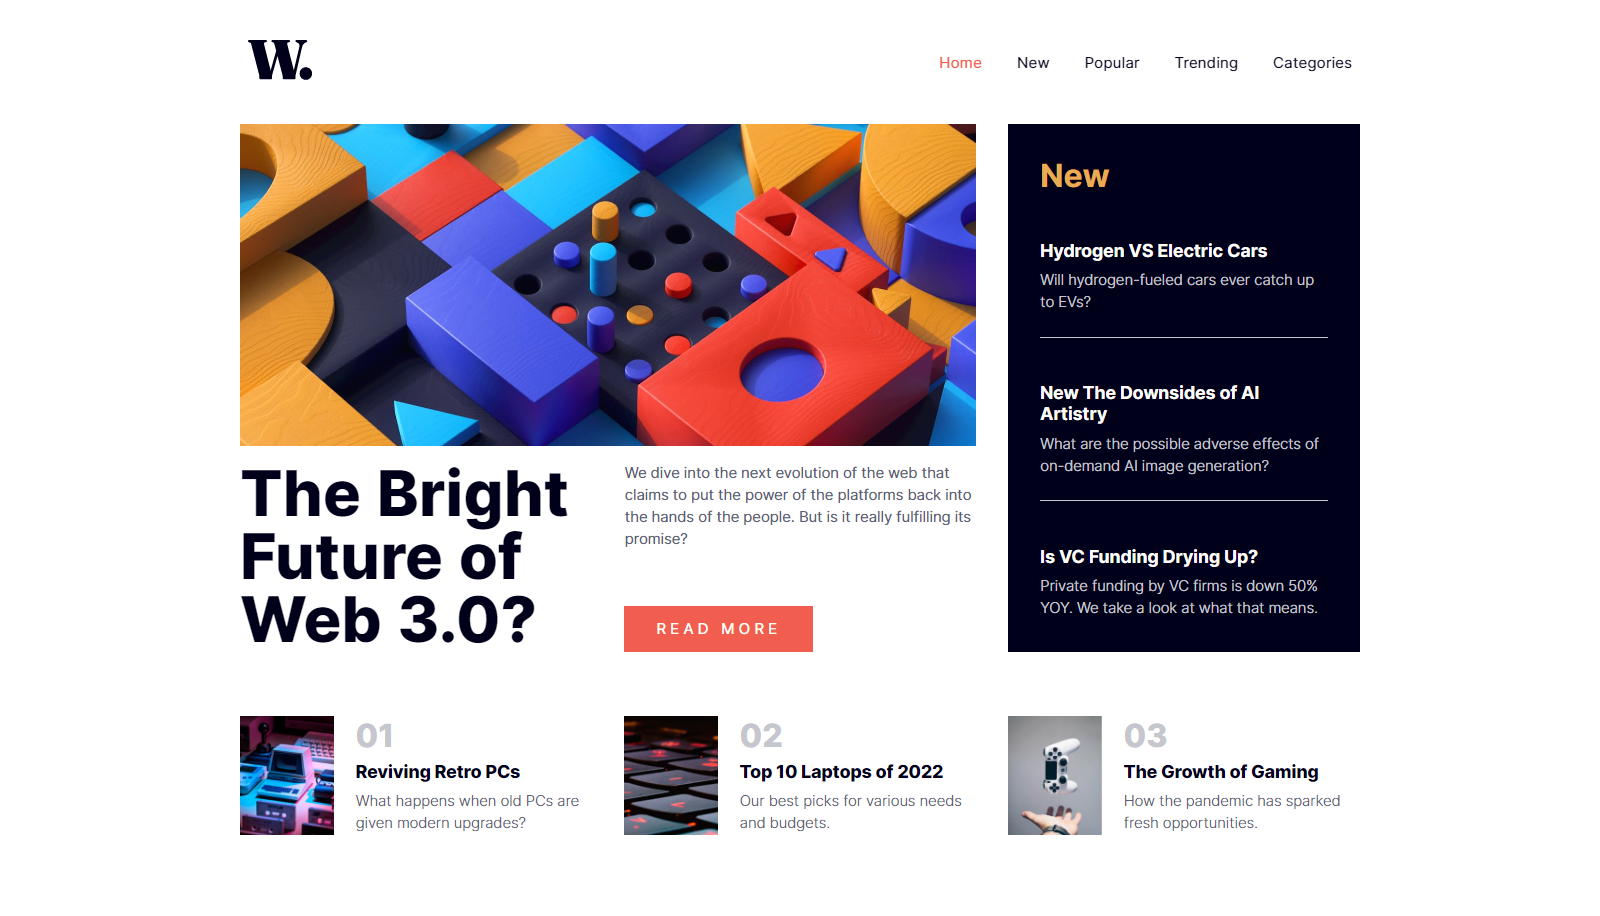 W.
Home New Popular Trending Categories
The Bright
Future of
Web 3.0?
We dive into the next evolution of the web that
claims to put the power of the platforms back into
the hands of the people. But is it really fulfilling its
promise?
READ MORE
New
Hydrogen VS Electric Cars
Will hydrogen-fueled cars ever catch up
to EVs?
New The Downsides of AI
Artistry
What are the possible adverse effects of
on-demand AI image generation?
Is VC Funding Drying Up?
Private funding by VC firms is down 50%
YOY. We take a look at what that means.
01
Reviving Retro PCs
What happens when old PCs are
given modern upgrades?
02
Top 10 Laptops of 2022
Our best picks for various needs
and budgets.
03
The Growth of Gaming
How the pandemic has sparked
fresh opportunities.